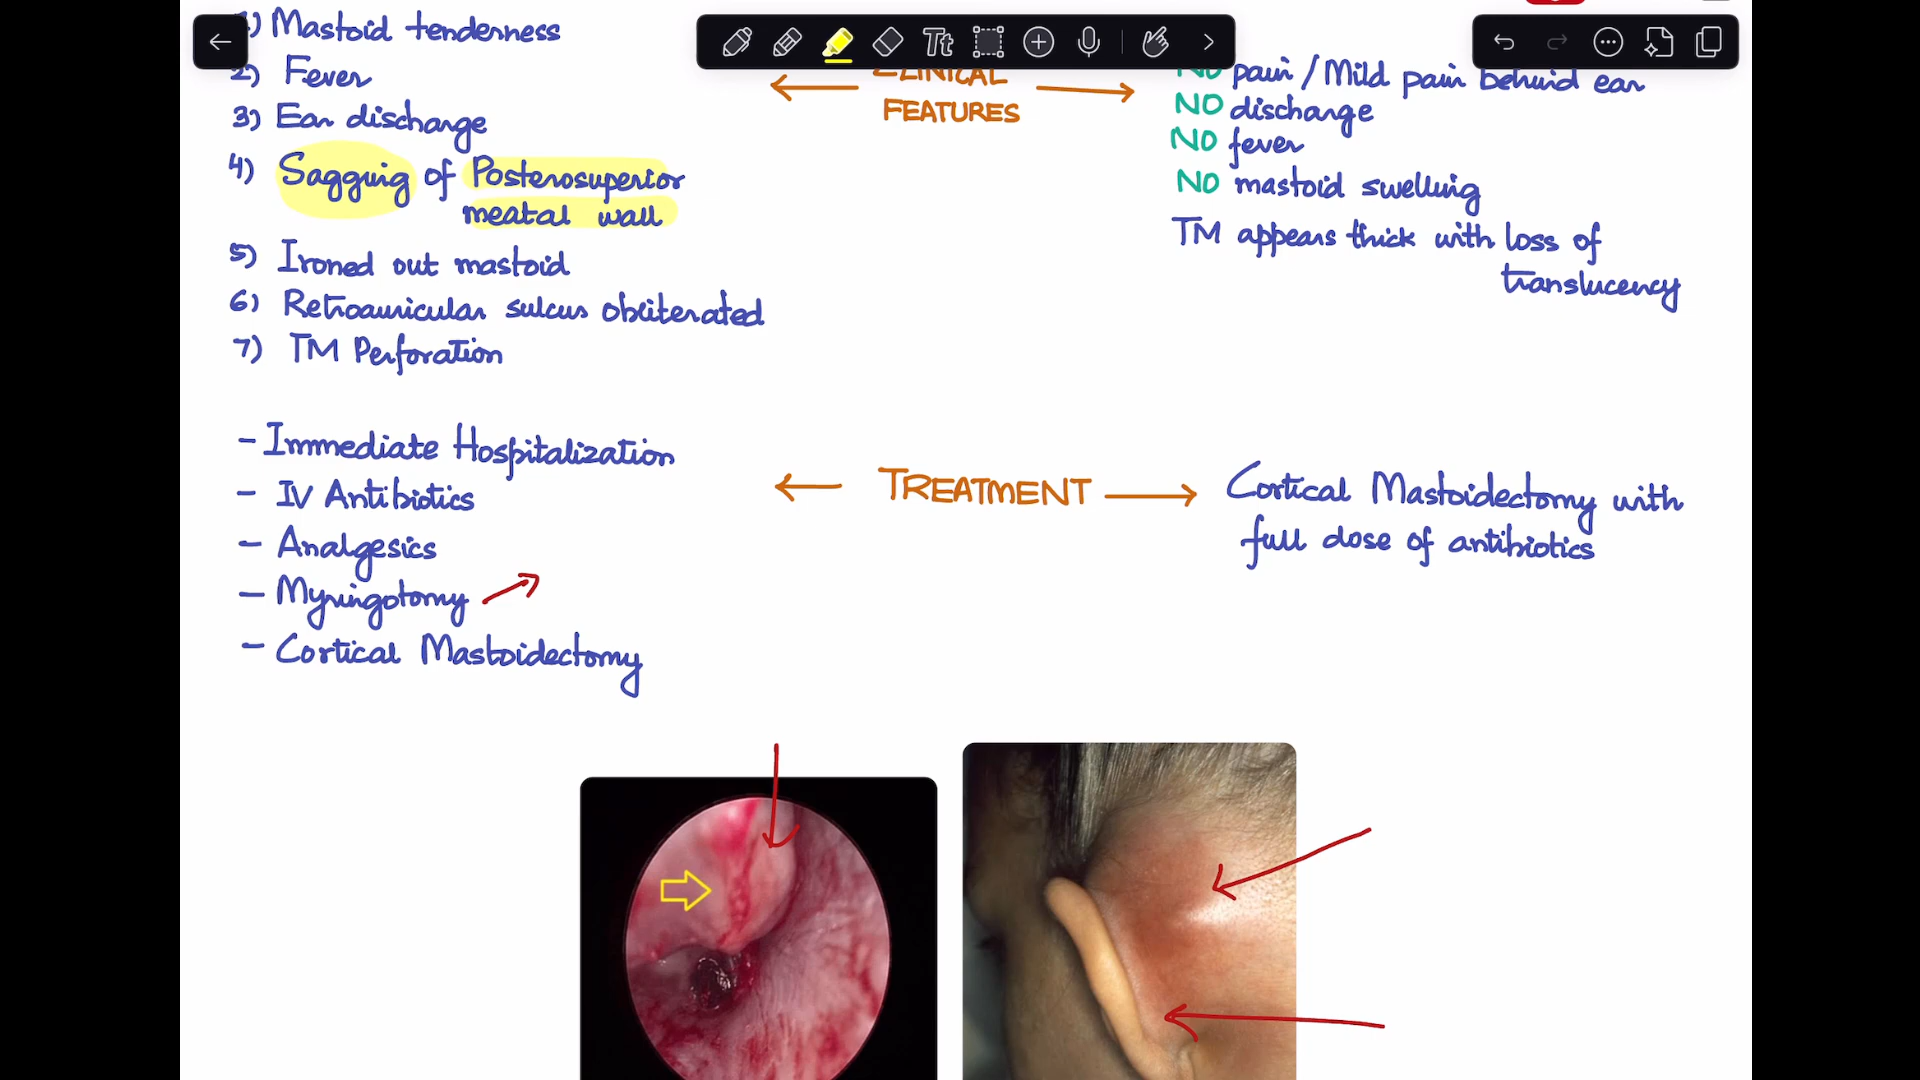 1) Mastoid tenderness
2) Fever
3) Ear discharge
4) Sagging of Posterosuperior
meatal wall
5) Ironed out mastoid
6) Retroauricular sulcus obliterated
7) TM Perforation
CLINICAL
FEATURES
NO pain / Mild pain behind ear
NO discharge
NO fever
NO mastoid swelling
TM appears thick with loss of
translucency
- Immediate Hospitalization
- IV Antibiotics
- Analgesics
- Myringotomy
- Cortical Mastoidectomy
TREATMENT
Cortical Mastoidectomy with
full dose of antibiotics
Tt